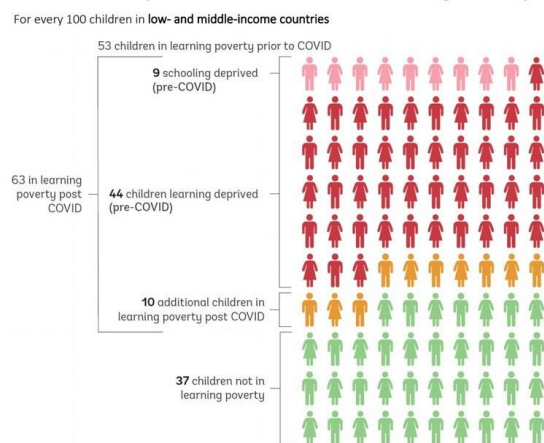 For every 100 children in low- and middle-income countries
53 children in learning poverty prior to COVID
9 schooling deprived
(pre-COVID)
63 in learning
poverty post
COVID
44 children learning deprived
(pre-COVID)
10 additional children in
learning poverty post COVID
37 children not in
learning poverty